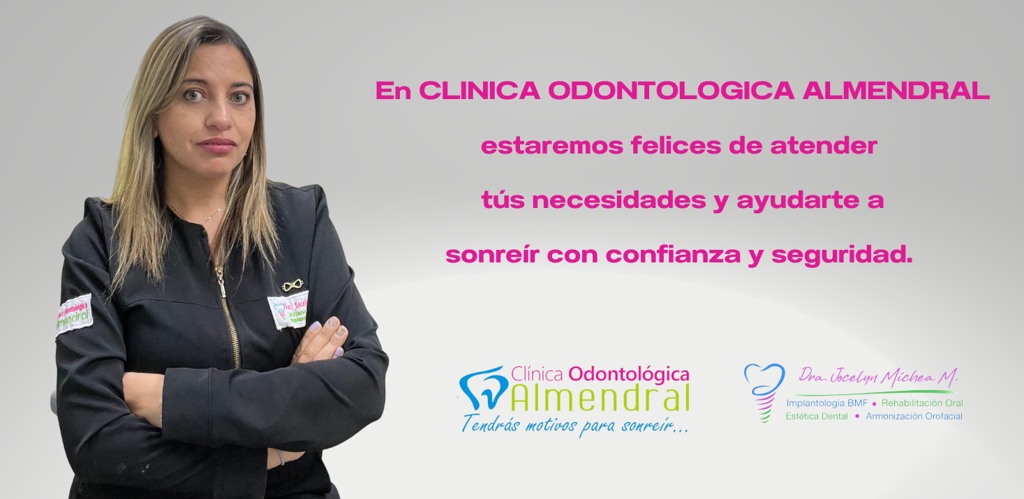 En CLINICA ODONTOLOGICA ALMENDRAL
estaremos felices de atender
tús necesidades y ayudarte a
sonreír con confianza y seguridad.
Almendral
Clínica Odontológica
Almendral
Tendrás motivos para sonreír...
Dra. Jocelyn Michea M.
Implantología BMF • Rehabilitación Oral
Estética Dental • Armonización Orofacial